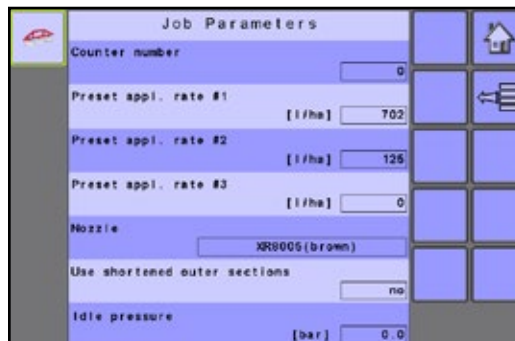 Job Parameters
Counter number
0
Preset appl. rate #1
[l/ha] 702
Preset appl. rate #2
[l/ha] 125
Preset appl. rate #3
[l/ha] 0
Nozzle
XR8005(brown)
Use shortened outer sections
no
Idle pressure
[bar] 0.0